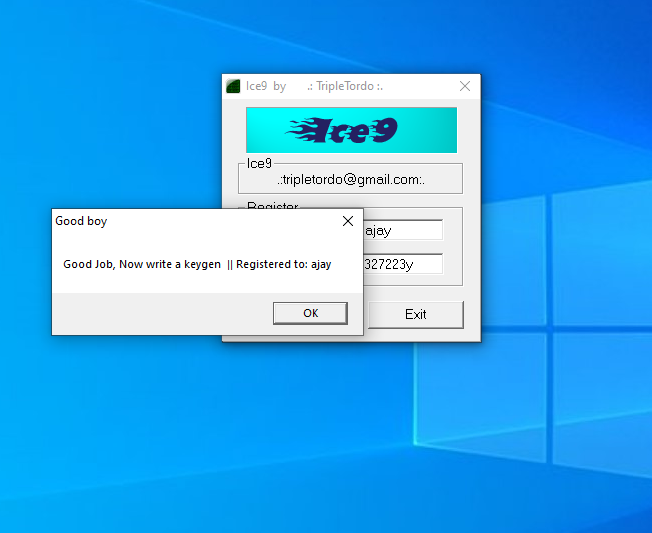 Ice9 by .: TripleTordo :.
Ice9
Ice9
.:tripletordo@gmail.com:.
Register
ajay
327223y
Exit
Good boy
Good Job, Now write a keygen || Registered to: ajay
OK